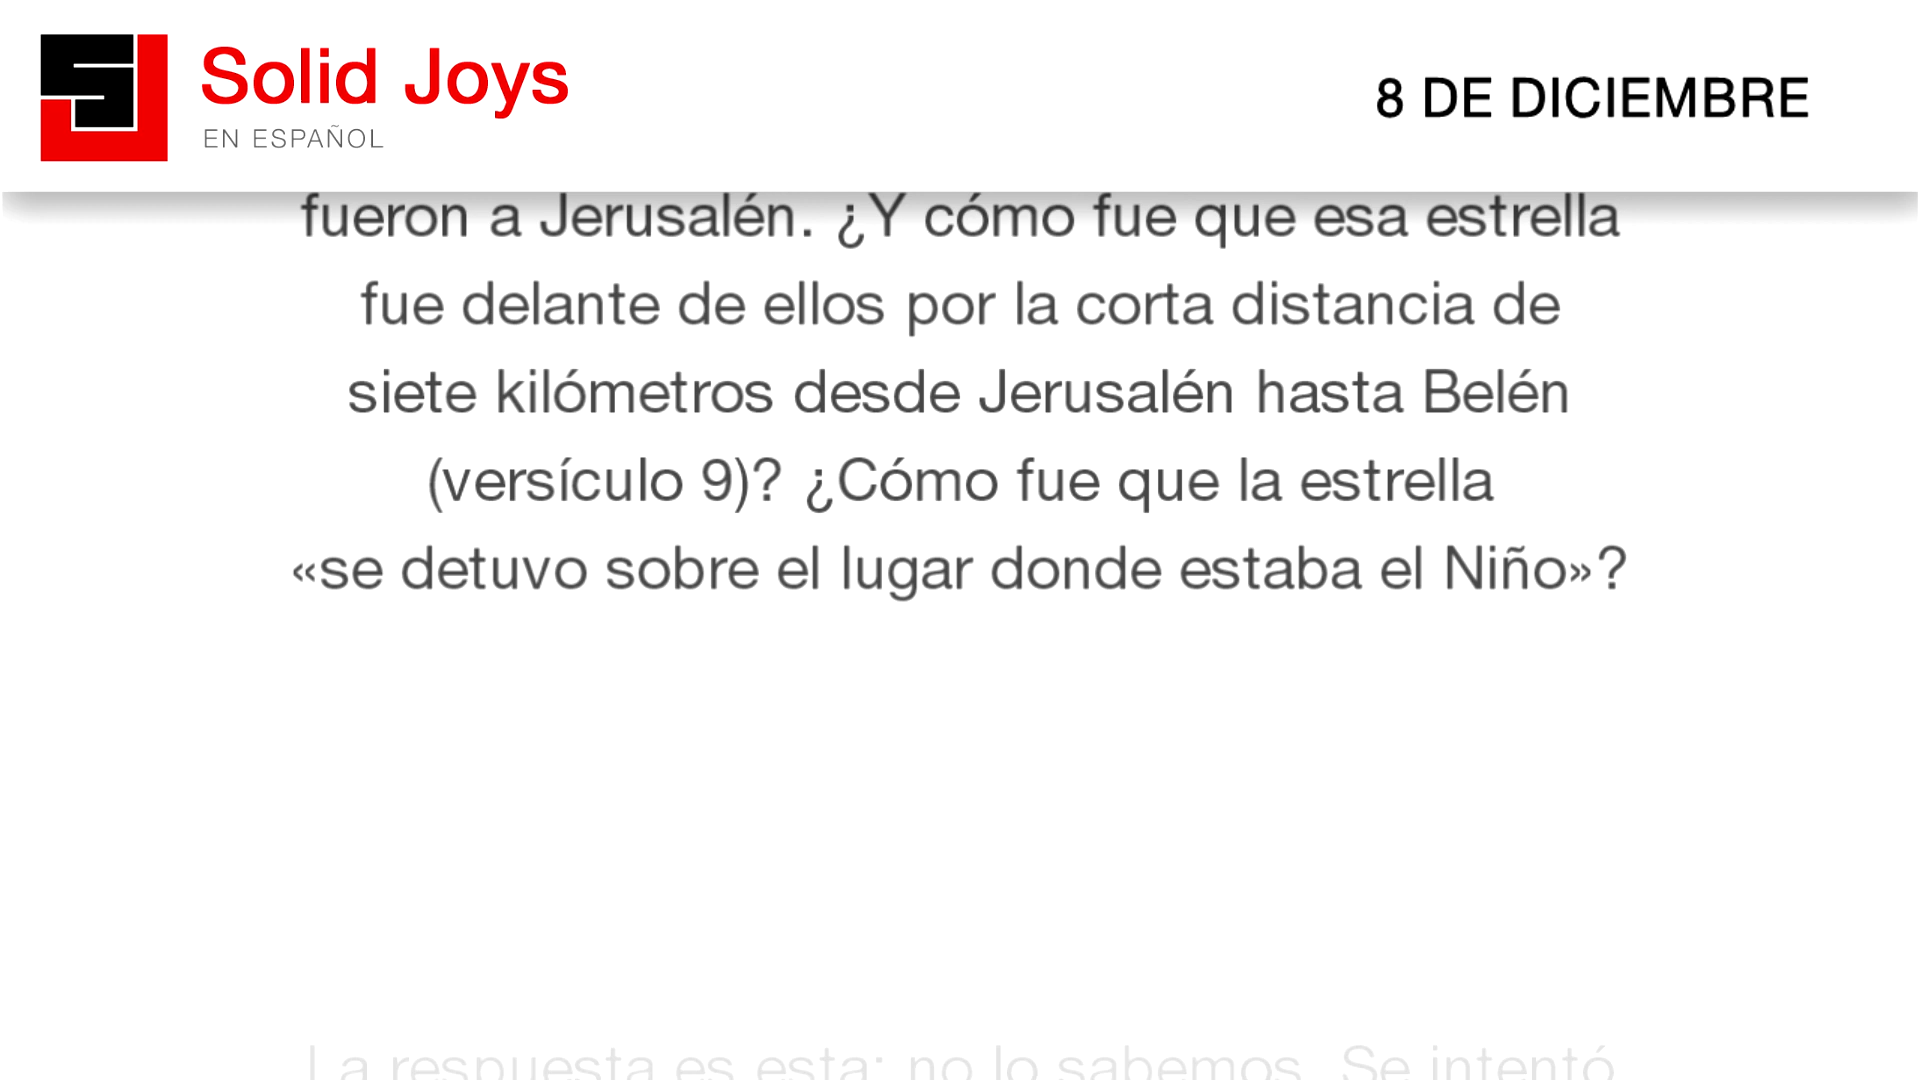 Solid Joys
EN ESPAÑOL
8 DE DICIEMBRE
fueron a Jerusalén. ¿Y cómo fue que esa estrella
fue delante de ellos por la corta distancia de
siete kilómetros desde Jerusalén hasta Belén
(versículo 9)? ¿Cómo fue que la estrella
«se detuvo sobre el lugar donde estaba el Niño»?
La respuesta es esta: no lo sabemos. Se intentó